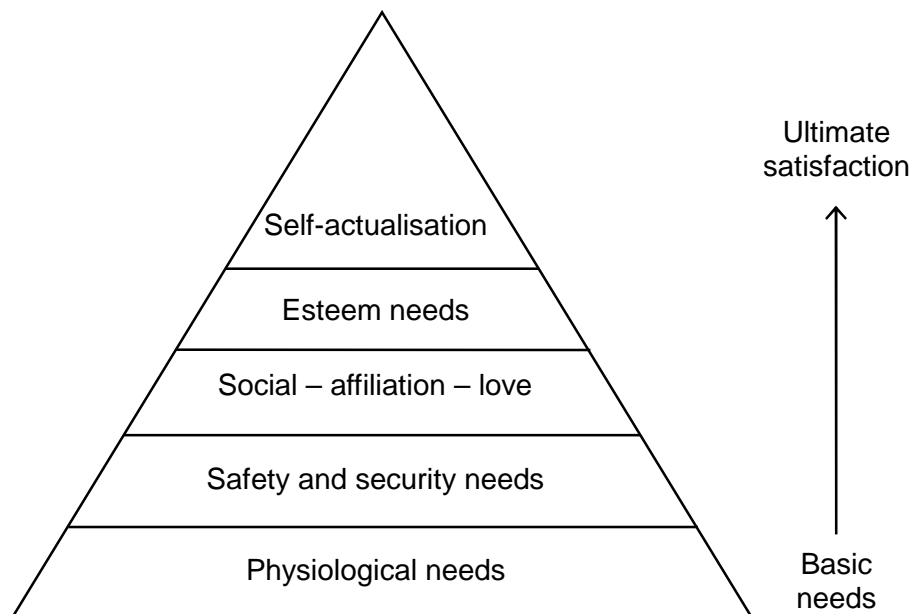 Ultimate
satisfaction
Self-actualisation
Esteem needs
Social – affiliation – love
Safety and security needs
Physiological needs
Basic
needs